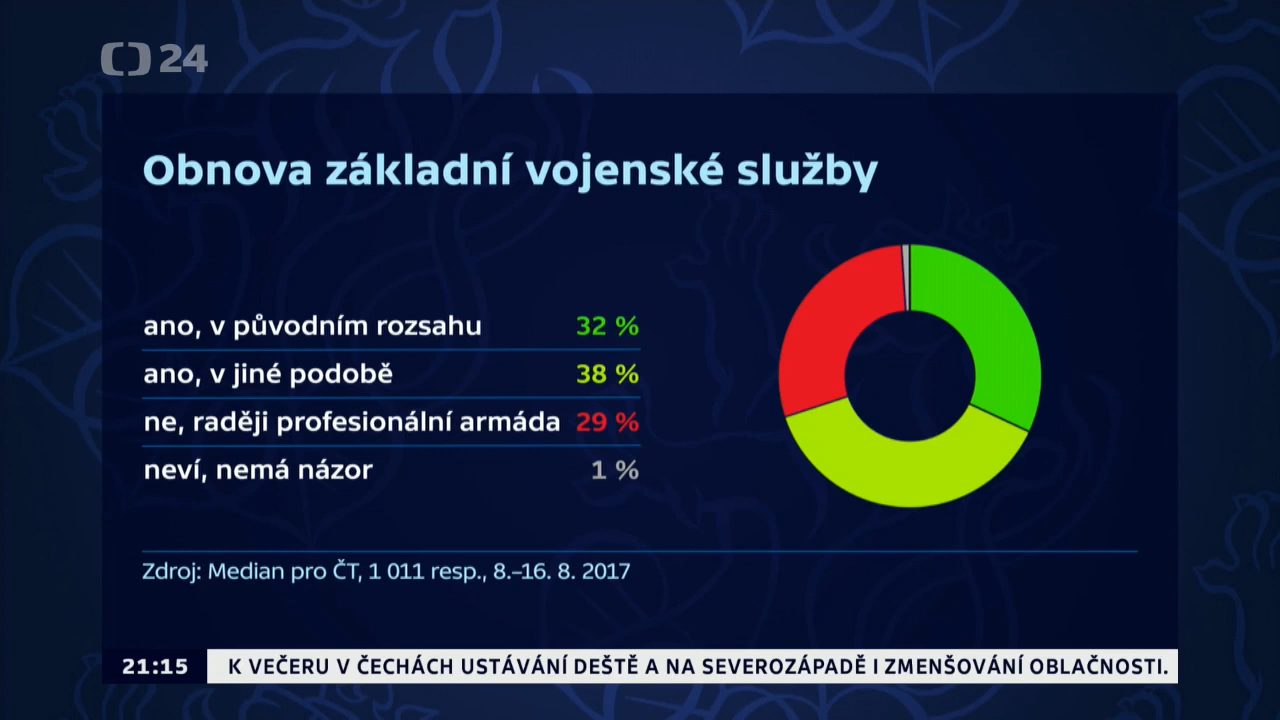 24
Obnova základní vojenské služby
ano, v původním rozsahu 32 %
ano, v jiné podobě 38 %
ne, raději profesionální armáda 29 %
neví, nemá názor 1 %
Zdroj: Median pro ČT, 1 011 resp., 8.–16. 8. 2017
21:15 K VEČERU V ČECHÁCH USTÁVÁNÍ DEŠTĚ A NA SEVEROZÁPADĚ I ZMENŠOVÁNÍ OBLAČNOSTI.